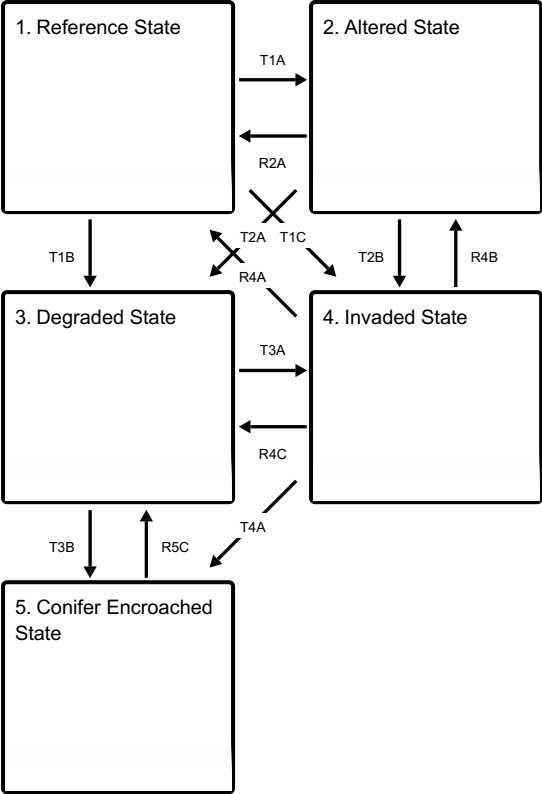 1. Reference State
2. Altered State
T1A
R2A
T2A
T1C
T1B
R4A
T2B
R4B
3. Degraded State
4. Invaded State
T3A
R4C
T4A
T3B
R5C
5. Conifer Encroached
State